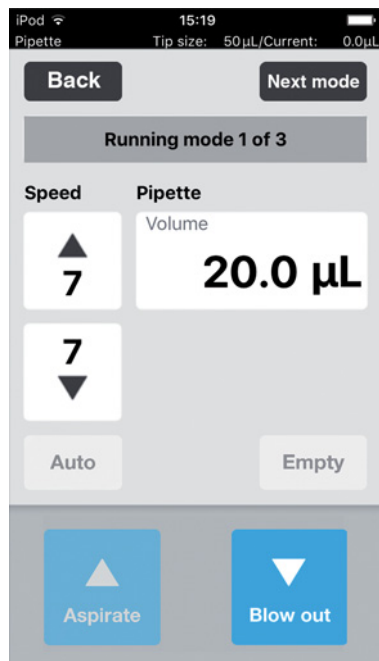 iPod 15:19
Pipette Tip size: 50µL/Current: 0.0µL
Back Next mode
Running mode 1 of 3
Speed Pipette
Volume
7 20.0 µL
7
Auto Empty
Aspirate Blow out